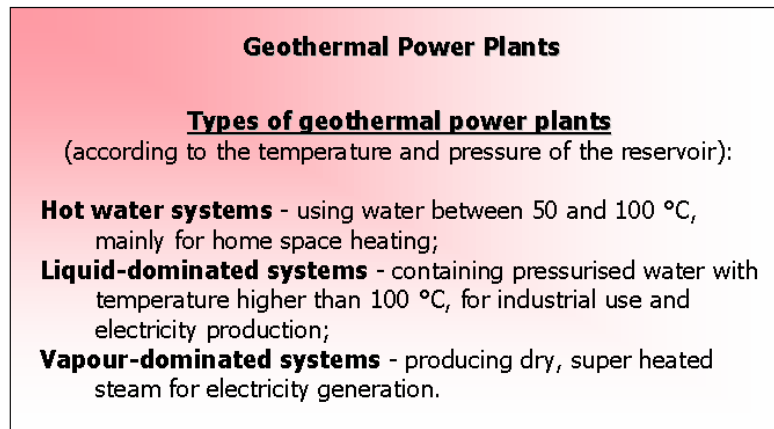 Geothermal Power Plants
Types of geothermal power plants
(according to the temperature and pressure of the reservoir):
Hot water systems - using water between 50 and 100 °C,
mainly for home space heating;
Liquid-dominated systems - containing pressurised water with
temperature higher than 100 °C, for industrial use and
electricity production;
Vapour-dominated systems - producing dry, super heated
steam for electricity generation.